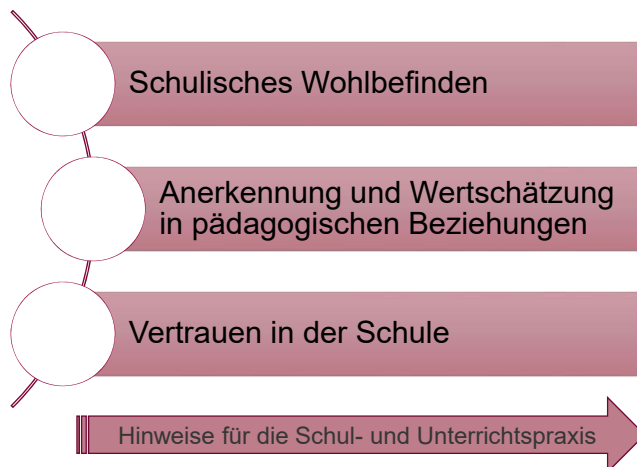 Schulisches Wohlbefinden
Anerkennung und Wertschätzung
in pädagogischen Beziehungen
Vertrauen in der Schule
Hinweise für die Schul- und Unterrichtspraxis